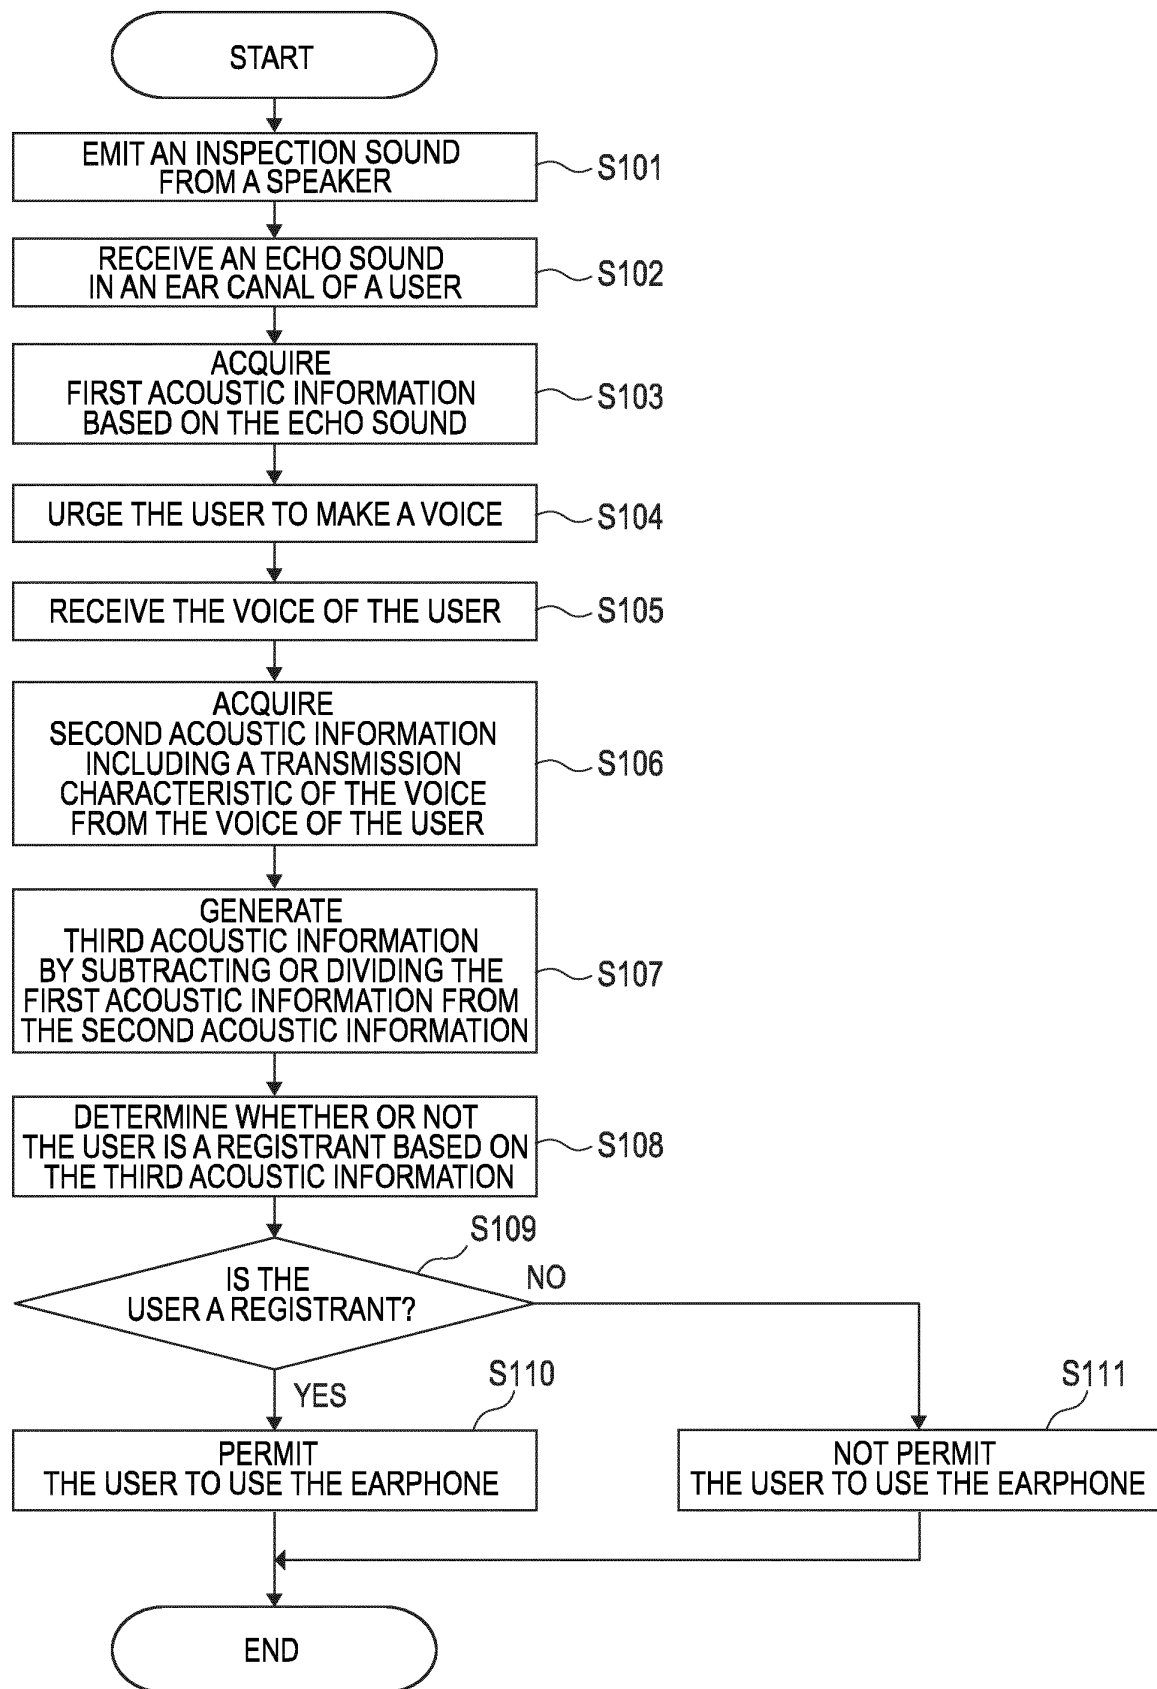 START
EMIT AN INSPECTION SOUND
FROM A SPEAKER
S101
RECEIVE AN ECHO SOUND
IN AN EAR CANAL OF A USER
S102
ACQUIRE
FIRST ACOUSTIC INFORMATION
BASED ON THE ECHO SOUND
S103
URGE THE USER TO MAKE A VOICE
S104
RECEIVE THE VOICE OF THE USER
S105
ACQUIRE
SECOND ACOUSTIC INFORMATION
INCLUDING A TRANSMISSION
CHARACTERISTIC OF THE VOICE
FROM THE VOICE OF THE USER
S106
GENERATE
THIRD ACOUSTIC INFORMATION
BY SUBTRACTING OR DIVIDING THE
FIRST ACOUSTIC INFORMATION FROM
THE SECOND ACOUSTIC INFORMATION
S107
DETERMINE WHETHER OR NOT
THE USER IS A REGISTRANT BASED ON
THE THIRD ACOUSTIC INFORMATION
S108
S109
IS THE
USER A REGISTRANT?
NO
YES
S110
PERMIT
THE USER TO USE THE EARPHONE
S111
NOT PERMIT
THE USER TO USE THE EARPHONE
END